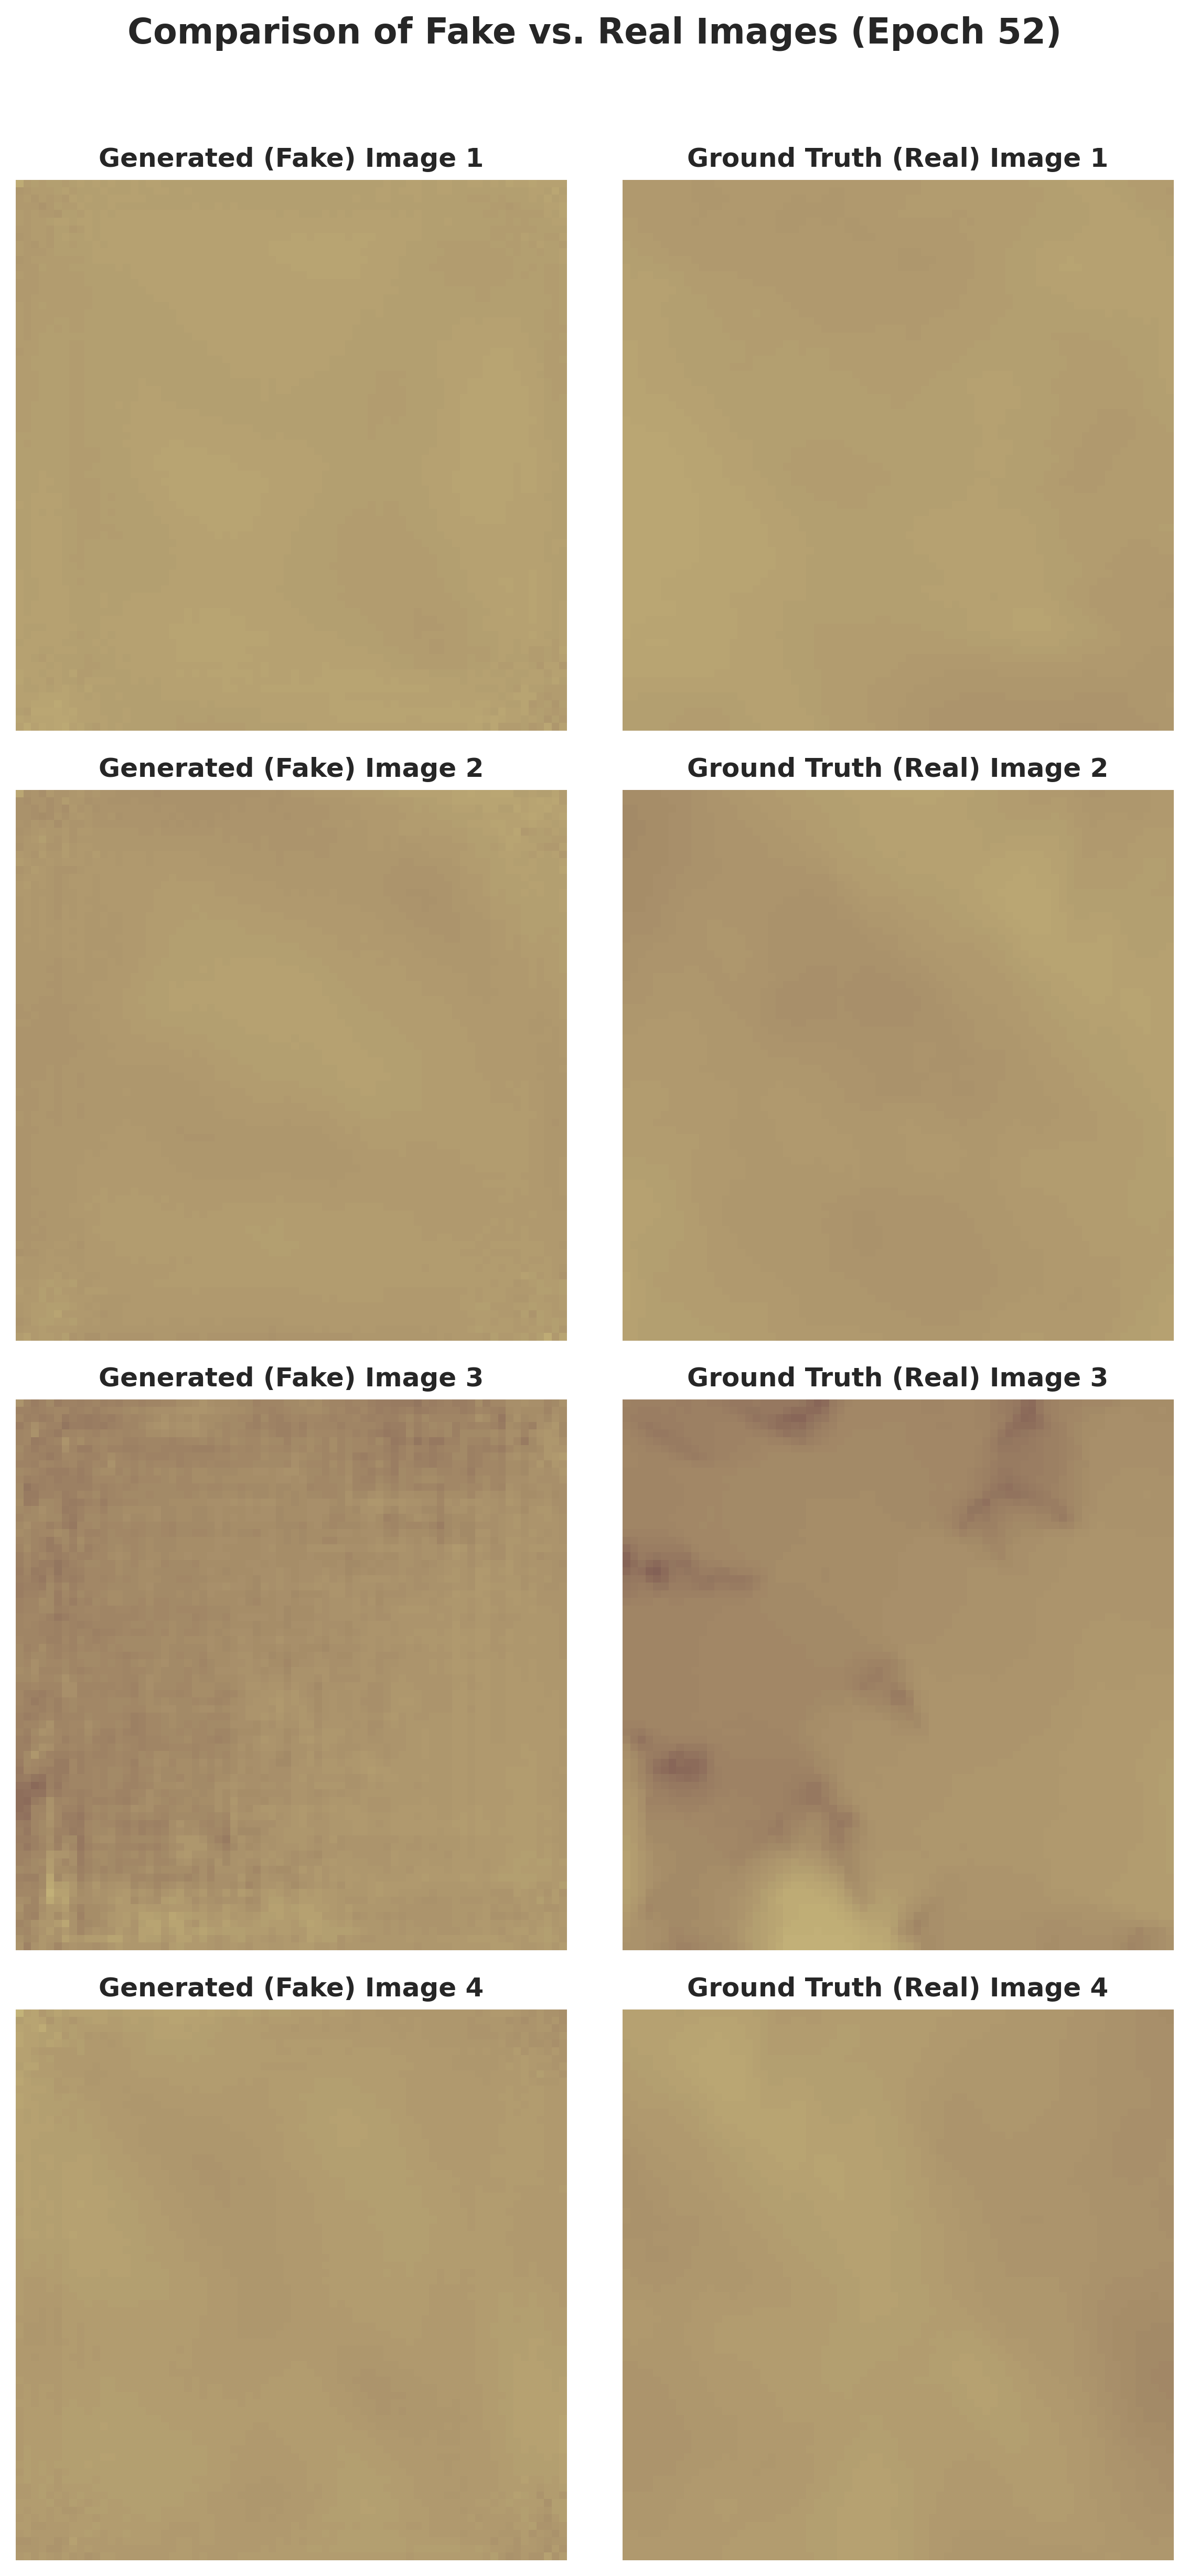 Comparison of Fake vs. Real Images (Epoch 52)
Generated (Fake) Image 1
Ground Truth (Real) Image 1
Generated (Fake) Image 2
Ground Truth (Real) Image 2
Generated (Fake) Image 3
Ground Truth (Real) Image 3
Generated (Fake) Image 4
Ground Truth (Real) Image 4